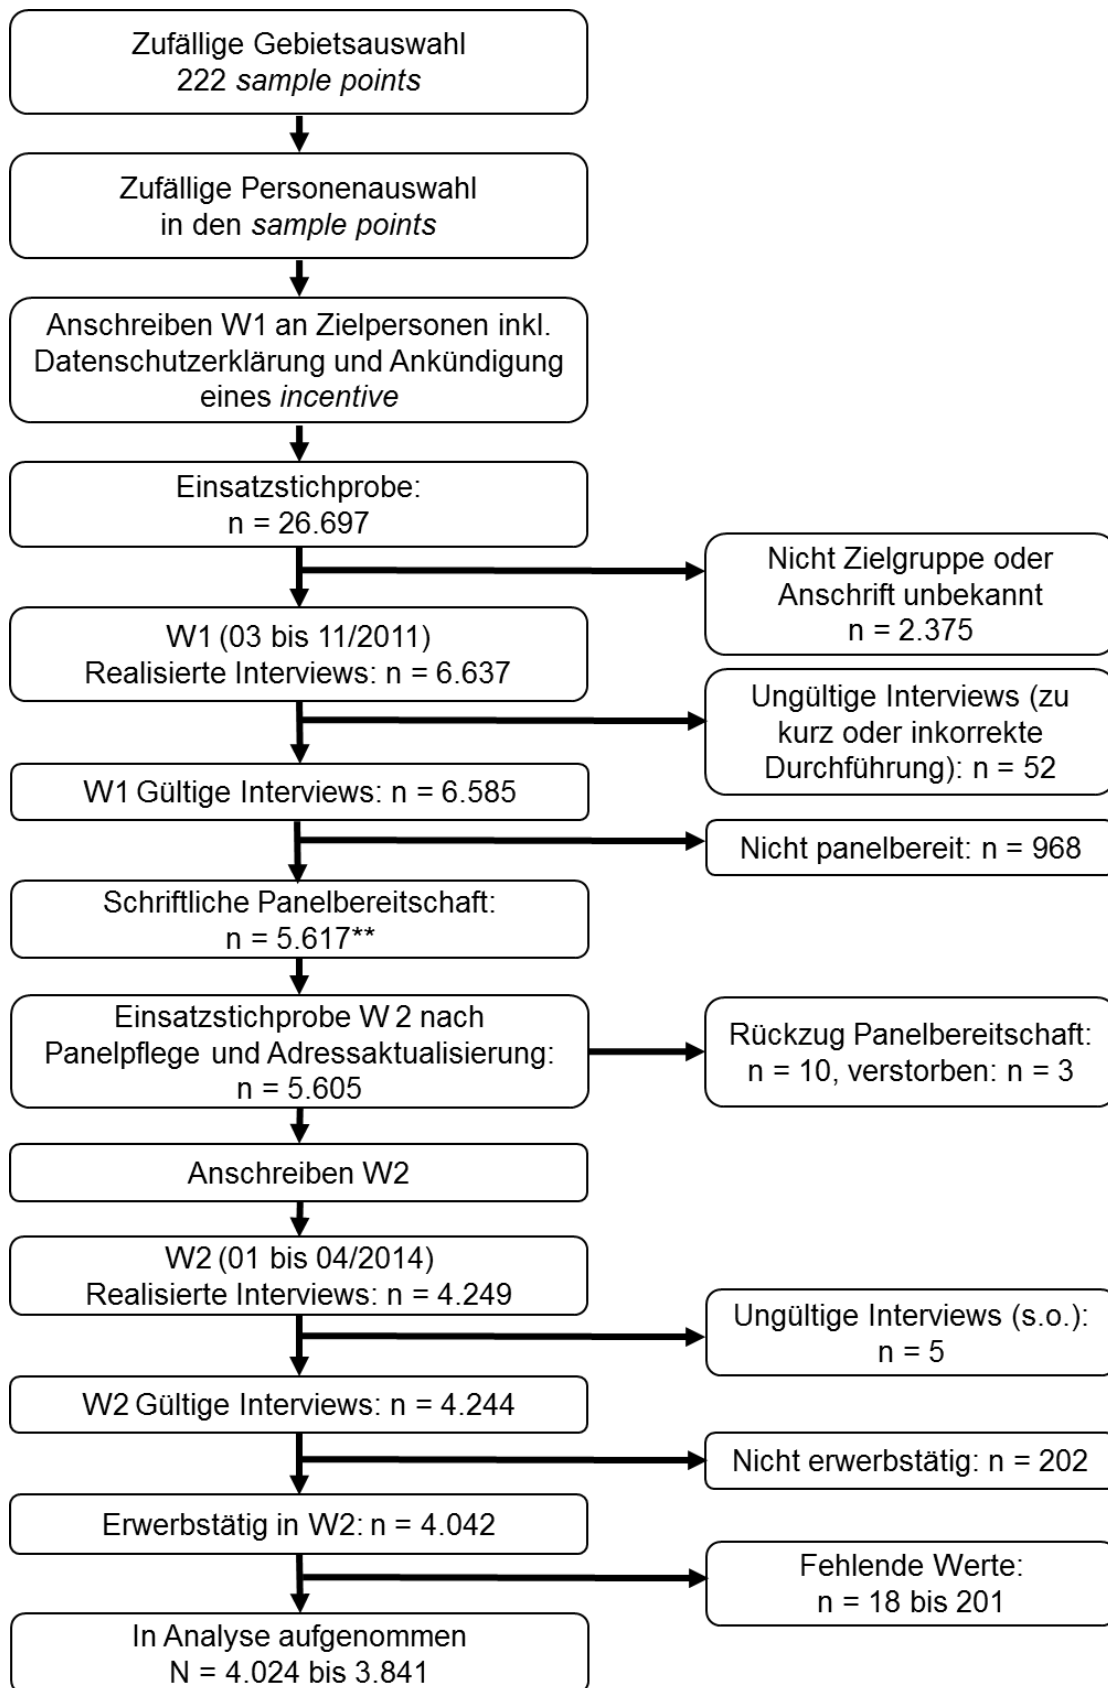 Zufällige Gebietsauswahl
222 sample points
Zufällige Personenauswahl
in den sample points
Anschreiben W1 an Zielpersonen inkl.
Datenschutzerklärung und Ankündigung
eines incentive
Einsatzstichprobe:
n = 26.697
Nicht Zielgruppe oder
Anschrift unbekannt
n = 2.375
W1 (03 bis 11/2011)
Realisierte Interviews: n = 6.637
Ungültige Interviews (zu
kurz oder inkorrekte
Durchführung): n = 52
W1 Gültige Interviews: n = 6.585
Nicht panelbereit: n = 968
Schriftliche Panelbereitschaft:
n = 5.617**
Einsatzstichprobe W 2 nach
Panelpflege und Adressaktualisierung:
n = 5.605
Rückzug Panelbereitschaft:
n = 10, verstorben: n = 3
Anschreiben W2
W2 (01 bis 04/2014)
Realisierte Interviews: n = 4.249
Ungültige Interviews (s.o.):
n = 5
W2 Gültige Interviews: n = 4.244
Nicht erwerbstätig: n = 202
Erwerbstätig in W2: n = 4.042
Fehlende Werte:
n = 18 bis 201
In Analyse aufgenommen
N = 4.024 bis 3.841